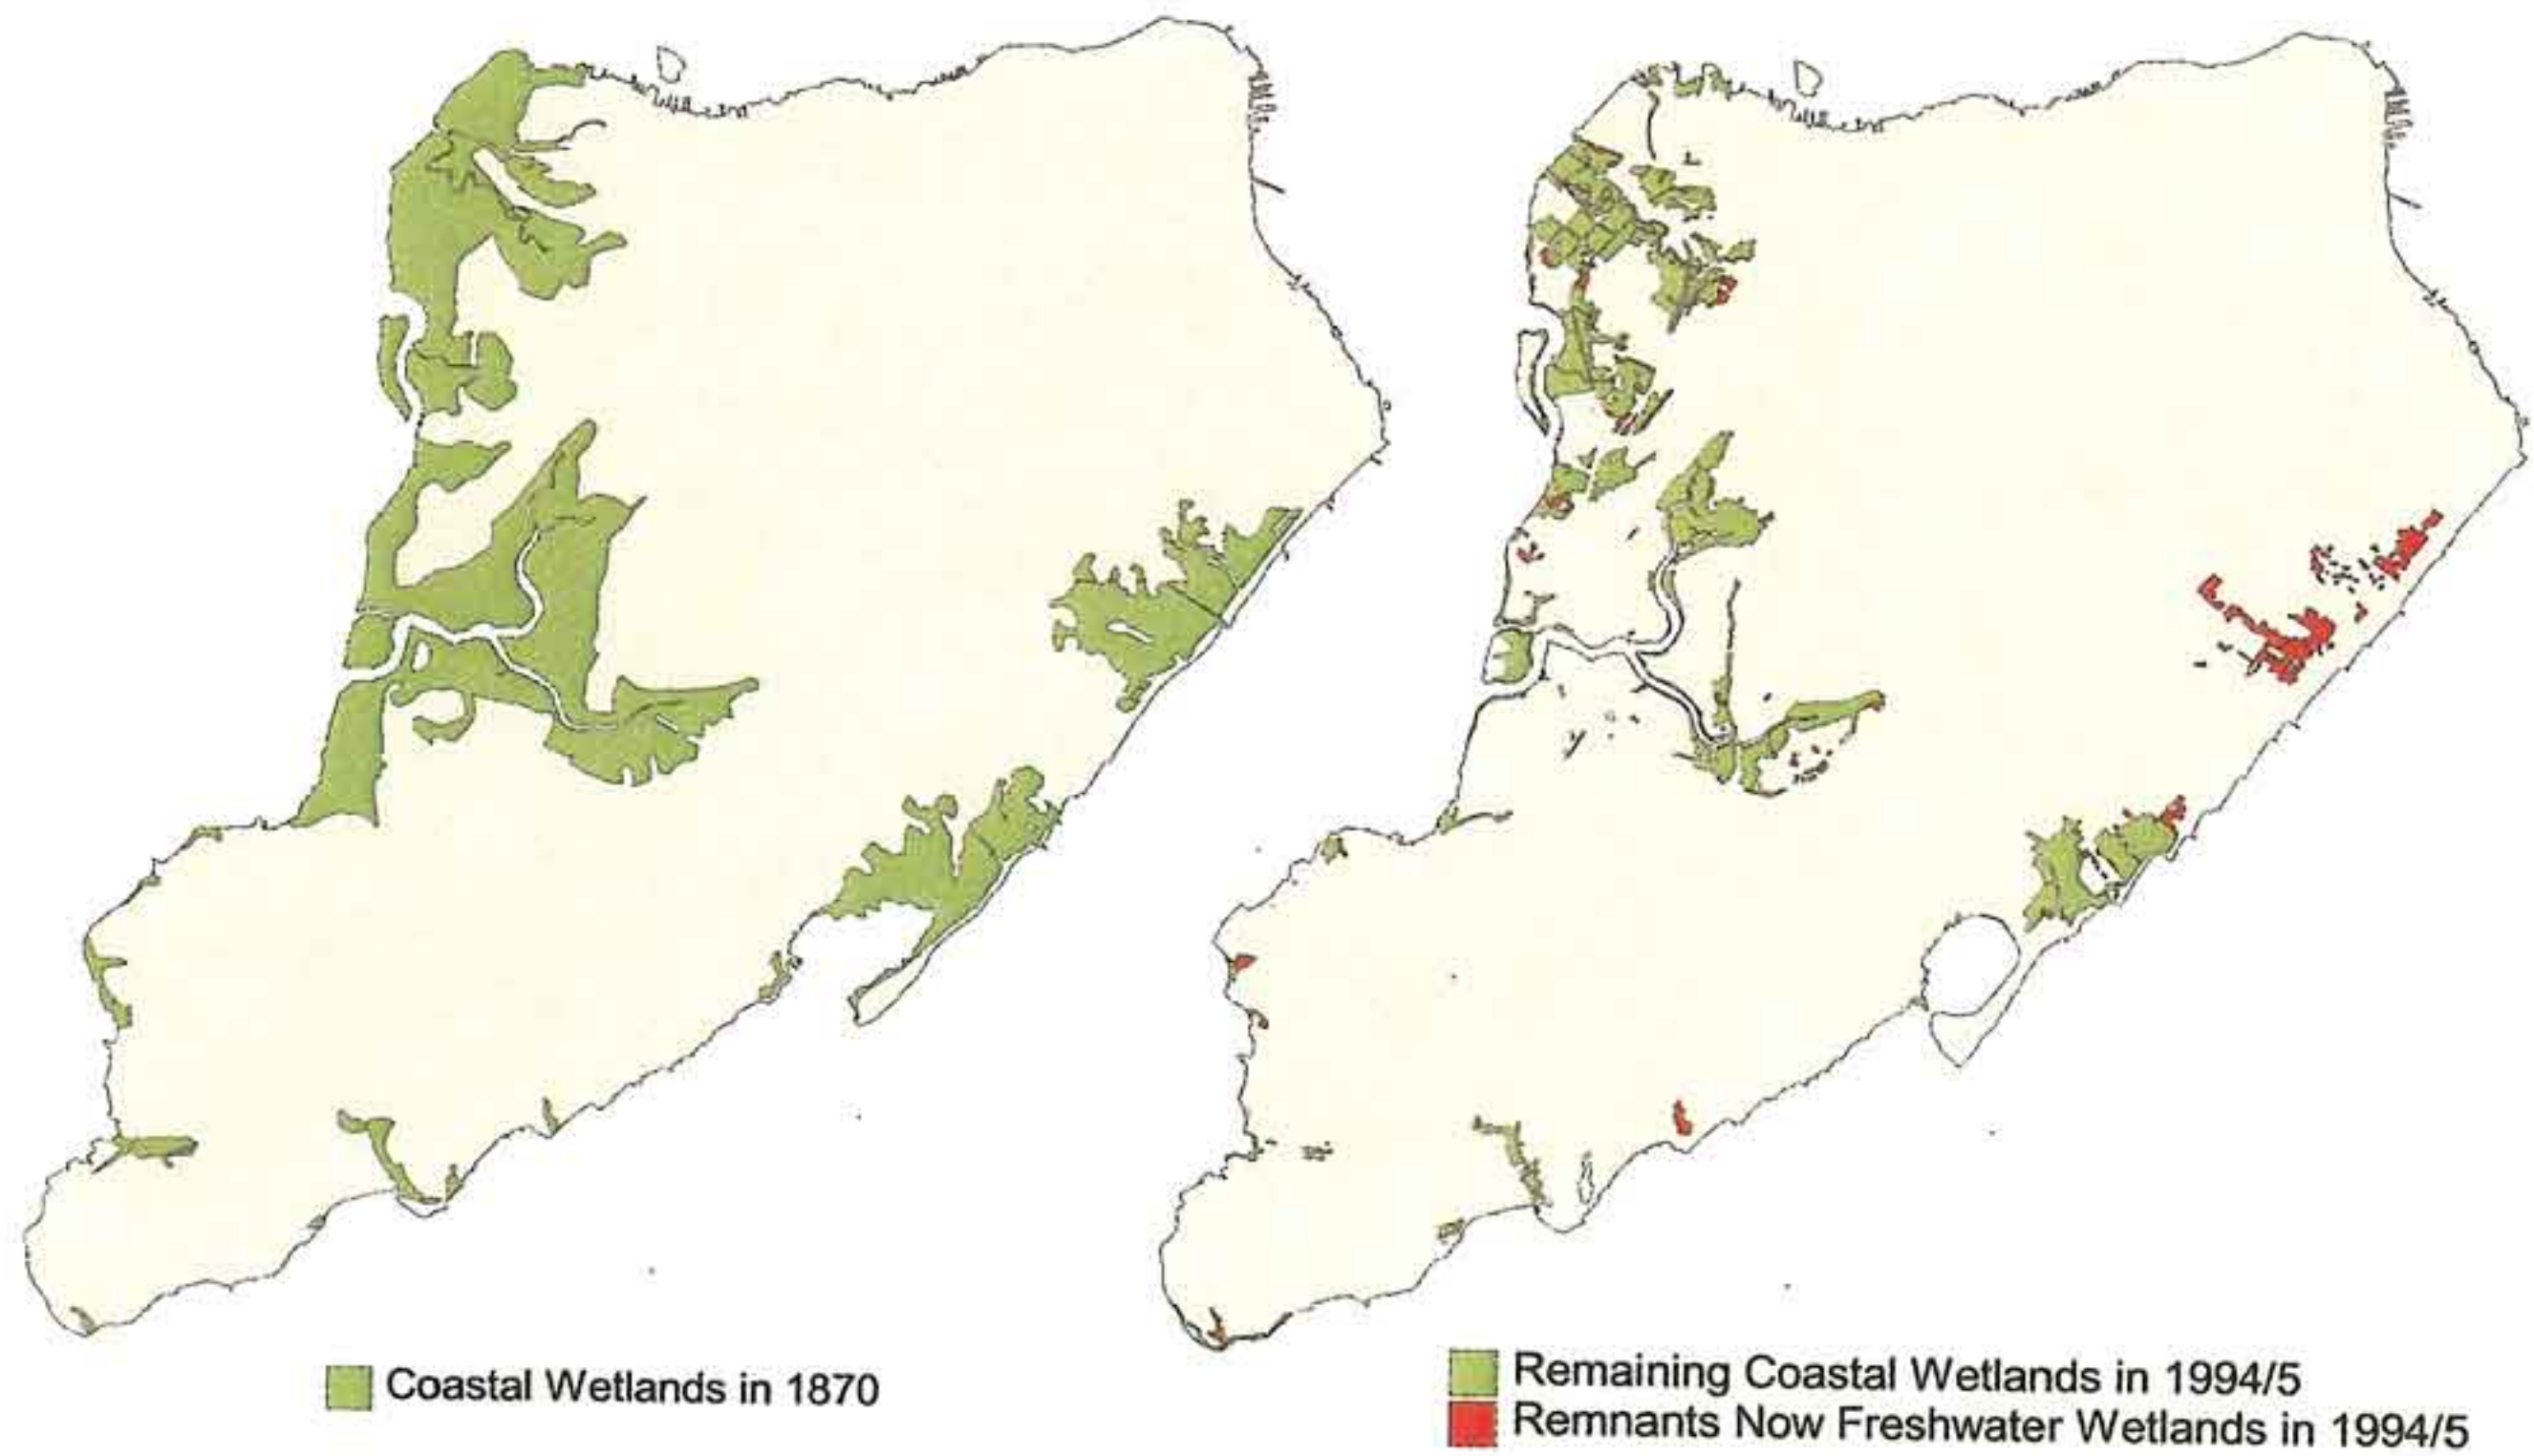 Coastal Wetlands in 1870
Remaining Coastal Wetlands in 1994/5
Remnants Now Freshwater Wetlands in 1994/5